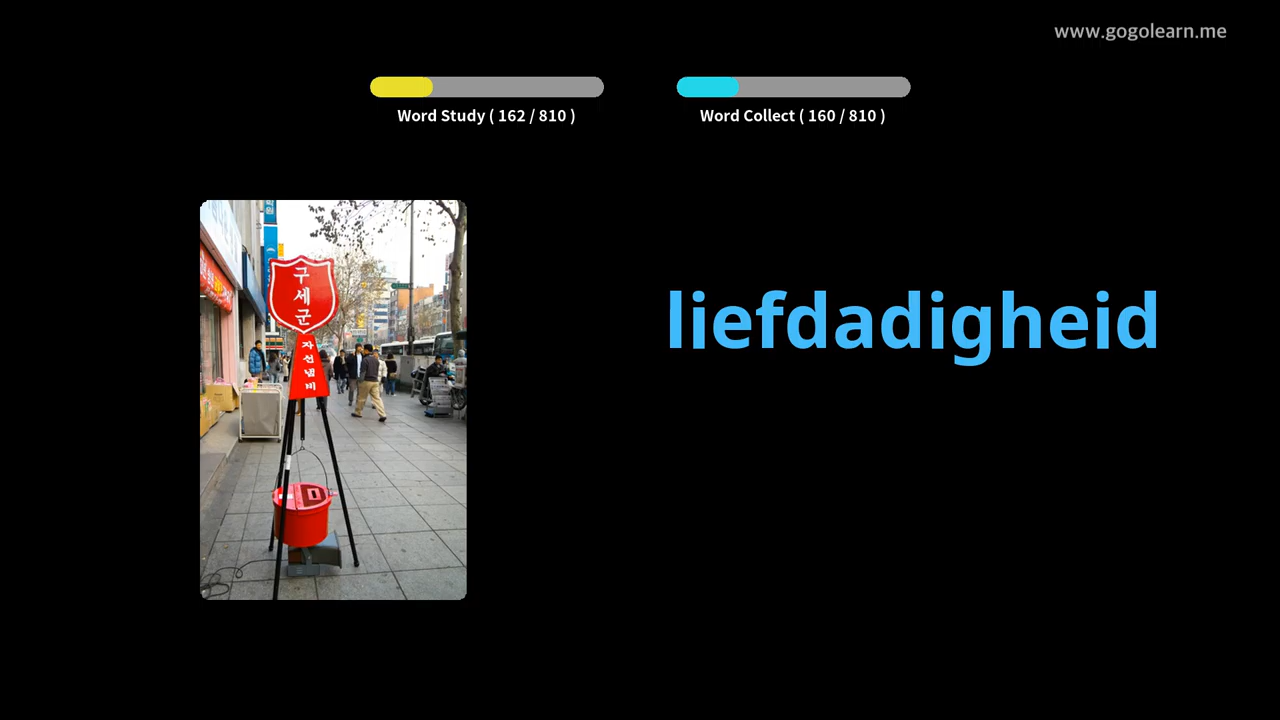 www.gogolearn.me
Word Study ( 162 / 810 )
Word Collect ( 160 / 810 )
liefdadigheid
구
세
군
자
선
냄
비